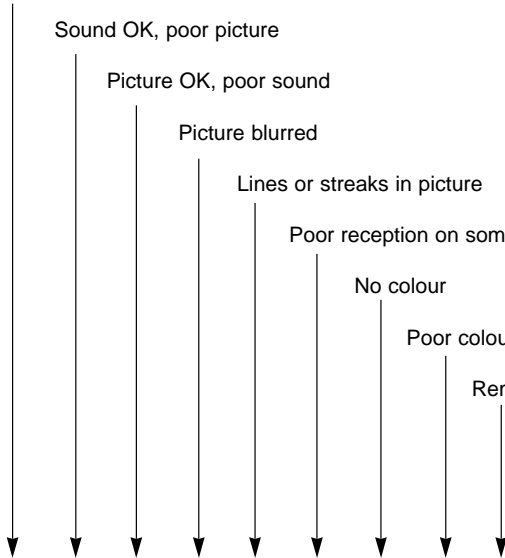 Sound OK, poor picture
Picture OK, poor sound
Picture blurred
Lines or streaks in picture
Poor reception on
No colour
Poor